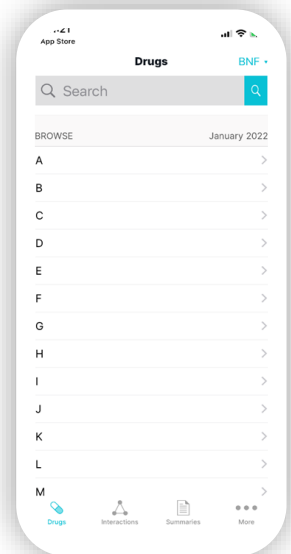 App Store
Drugs BNF
Search
BROWSE January 2022
A
B
C
D
E
F
G
H
I
J
K
L
M
Drugs Interactions Summaries More